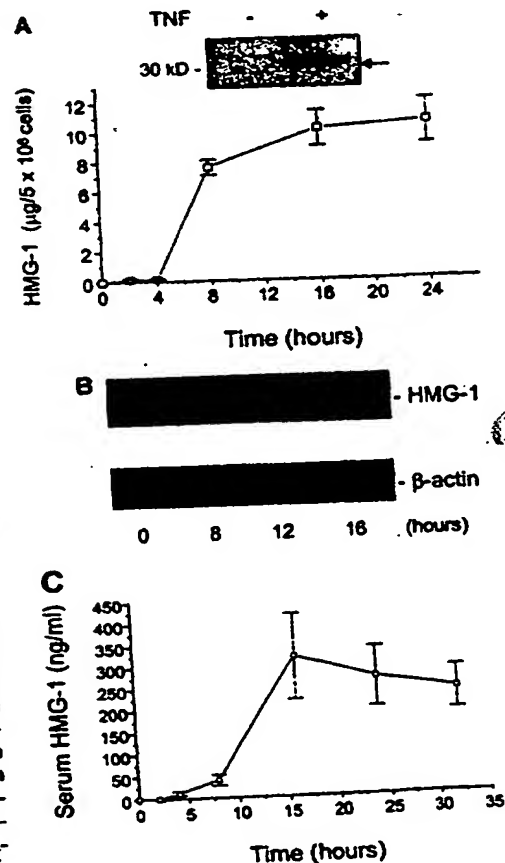 A
TNF - +
30 kD -
HMG-1 (µg/5 x 10⁶ cells)
12
10
8
6
4
2
0
0 4 8 12 16 20 24
Time (hours)
B
- HMG-1
- β-actin
0 8 12 16 (hours)
C
Serum HMG-1 (ng/ml)
450
400
350
300
250
200
150
100
50
0
0 5 10 15 20 25 30 35
Time (hours)